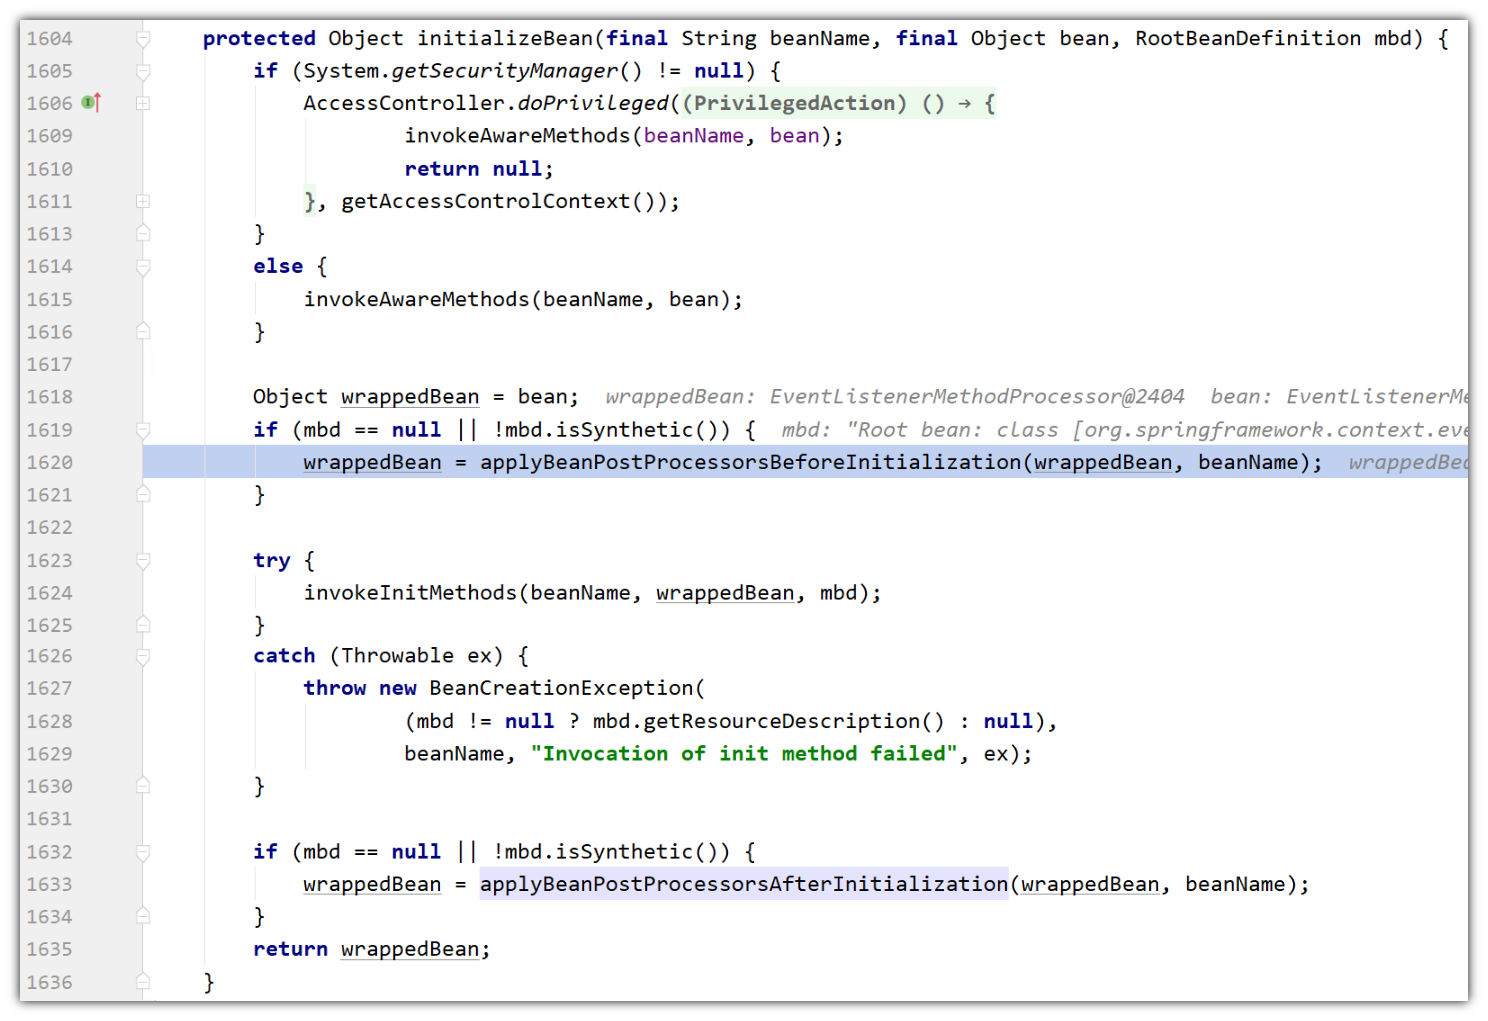 1604 protected Object initializeBean(final String beanName, final Object bean, RootBeanDefinition mbd) {
1605 if (System.getSecurityManager() != null) {
1606 AccessController.doPrivileged((PrivilegedAction) () → {
1609 invokeAwareMethods(beanName, bean);
1610 return null;
1611 }, getAccessControlContext());
1613 }
1614 else {
1615 invokeAwareMethods(beanName, bean);
1616 }
1617
1618 Object wrappedBean = bean; wrappedBean: EventListenerMethodProcessor@2404 bean: EventListenerMe
1619 if (mbd == null || !mbd.isSynthetic()) { mbd: "Root bean: class [org.springframework.context.eve
1620 wrappedBean = applyBeanPostProcessorsBeforeInitialization(wrappedBean, beanName); wrappedBea
1621 }
1622
1623 try {
1624 invokeInitMethods(beanName, wrappedBean, mbd);
1625 }
1626 catch (Throwable ex) {
1627 throw new BeanCreationException(
1628 (mbd != null ? mbd.getResourceDescription() : null),
1629 beanName, "Invocation of init method failed", ex);
1630 }
1631
1632 if (mbd == null || !mbd.isSynthetic()) {
1633 wrappedBean = applyBeanPostProcessorsAfterInitialization(wrappedBean, beanName);
1634 }
1635 return wrappedBean;
1636 }